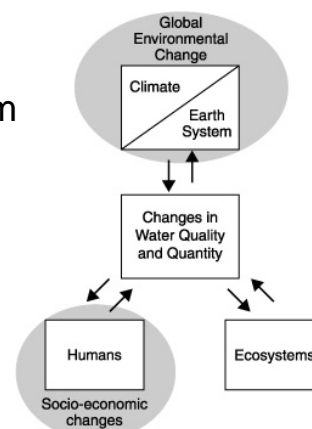 Global
Environmental
Change
Climate
Earth
System
Changes in
Water Quality
and Quantity
Humans
Ecosystems
Socio-economic
changes